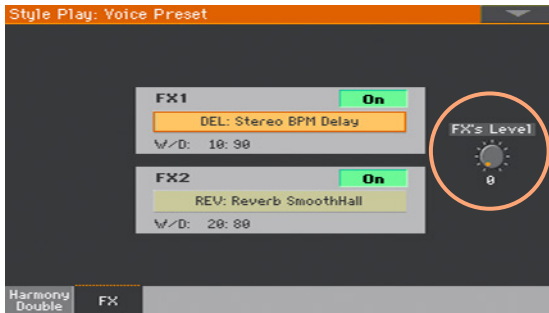 Style Play: Voice Preset
FX1
On
DEL: Stereo BPM Delay
W/D: 10:90
FX2
On
REV: Reverb SmoothHall
W/D: 20:80
FX's Level
0
Harmony
Double
FX